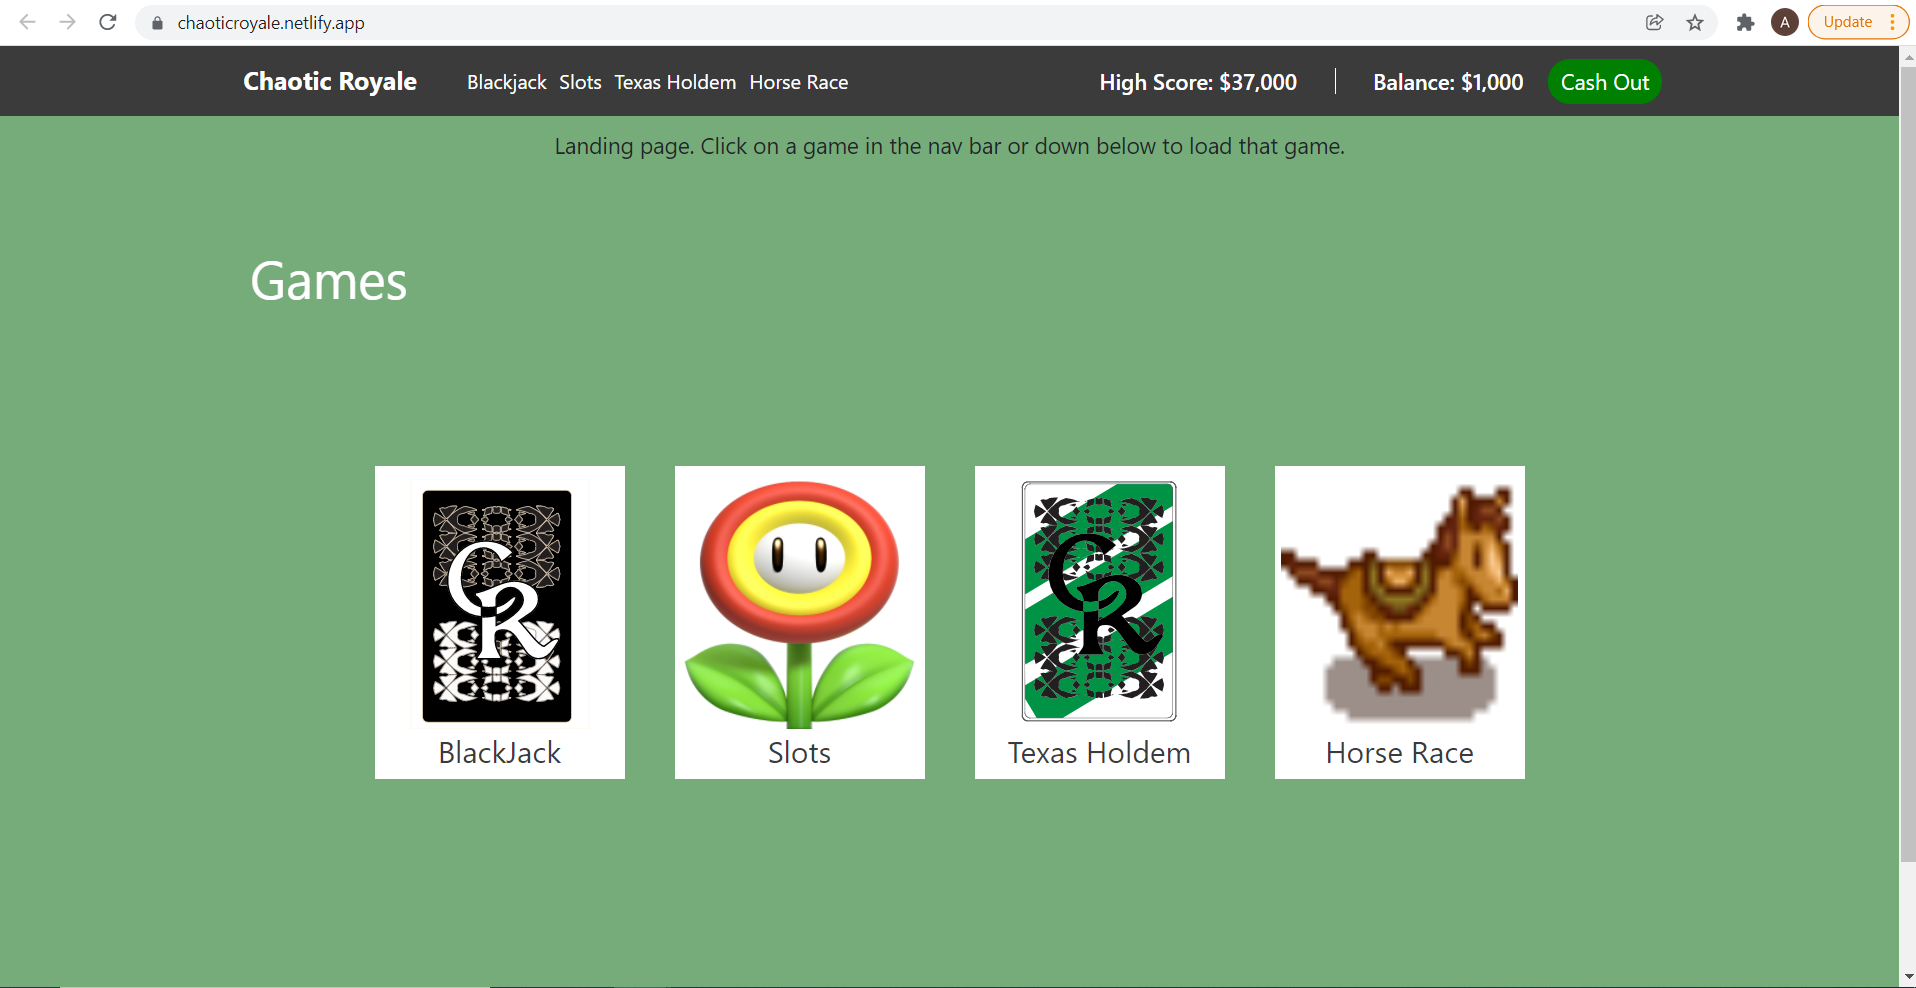 chaoticroyale.netlify.app
A
Update
Chaotic Royale Blackjack Slots Texas Holdem Horse Race High Score: $37,000 Balance: $1,000 Cash Out
Landing page. Click on a game in the nav bar or down below to load that game.
Games
CR
CR
BlackJack
Slots
Texas Holdem
Horse Race